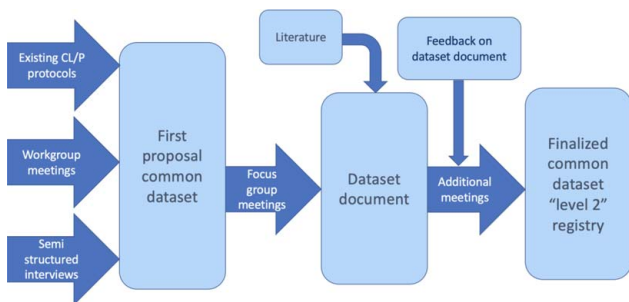 Existing CL/P
protocols
Workgroup
meetings
Semi
structured
interviews
First
proposal
common
dataset
Focus
group
meetings
Literature
Dataset
document
Feedback on
dataset document
Additional
meetings
Finalized
common
dataset
“level 2”
registry